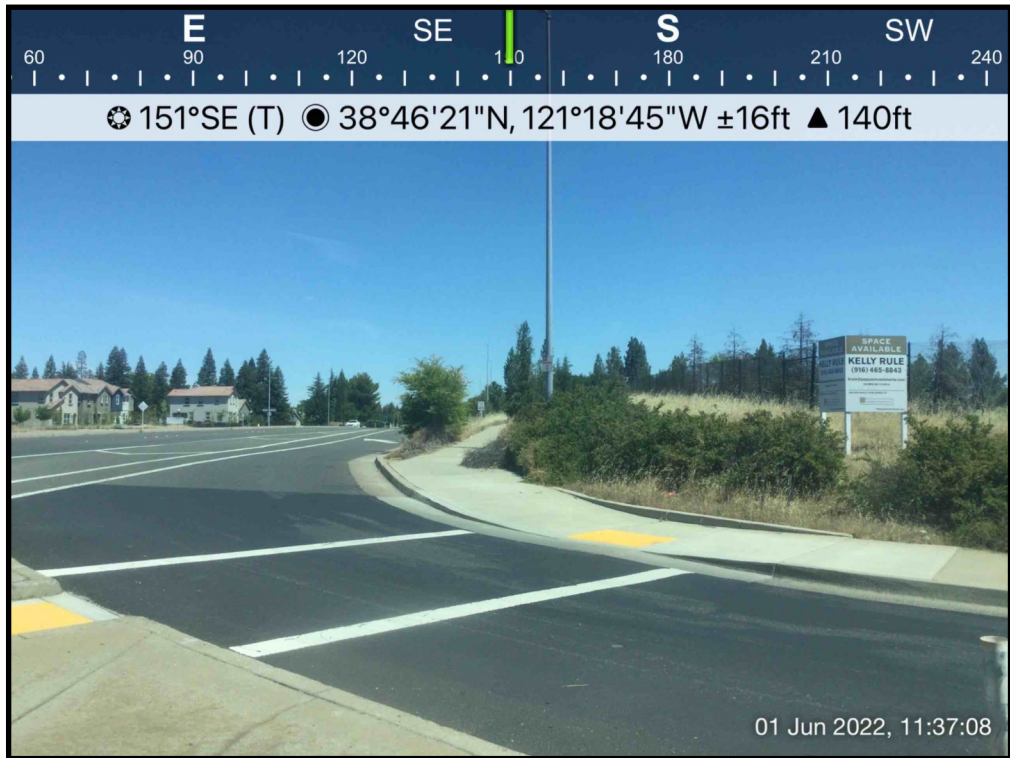 E SE S SW
60 90 120 150 180 210 240
151°SE (T) 38°46'21"N, 121°18'45"W ±16ft ▲ 140ft
SPACE
AVAILABLE
KELLY RULE
(916) 465-8843
01 Jun 2022, 11:37:08